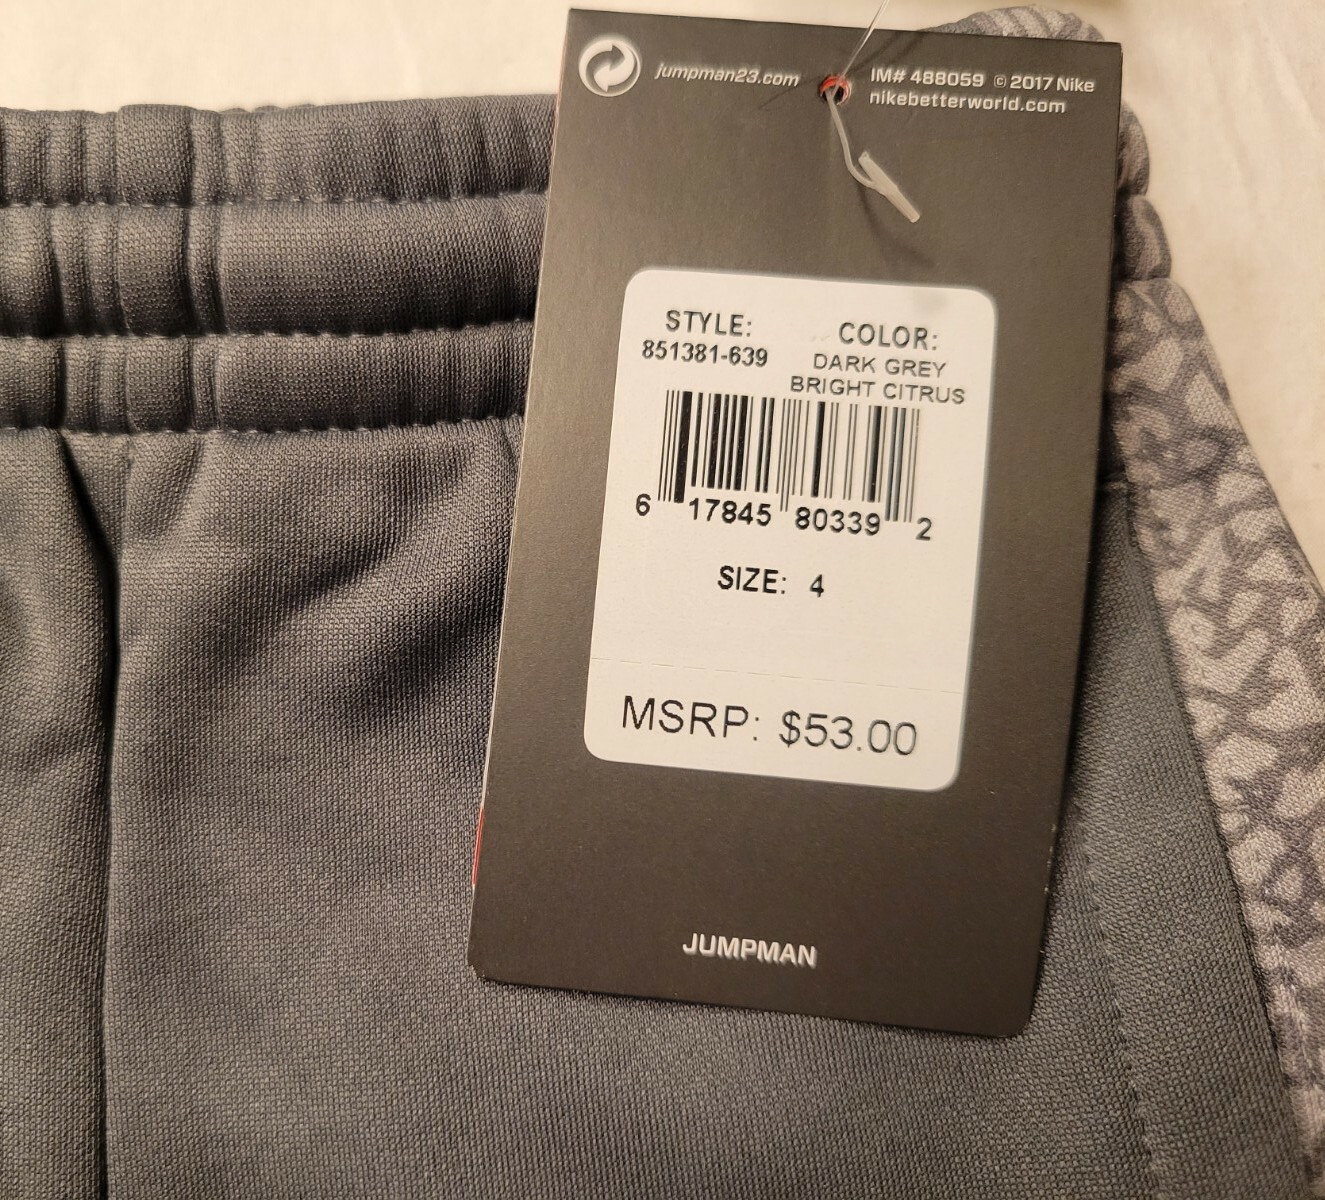 jumpman23.com
IM# 488059 © 2017 Nike
nikebetterworld.com
STYLE:
851381-639
COLOR:
DARK GREY
BRIGHT CITRUS
6 17845 80339 2
SIZE: 4
MSRP: $53.00
JUMPMAN